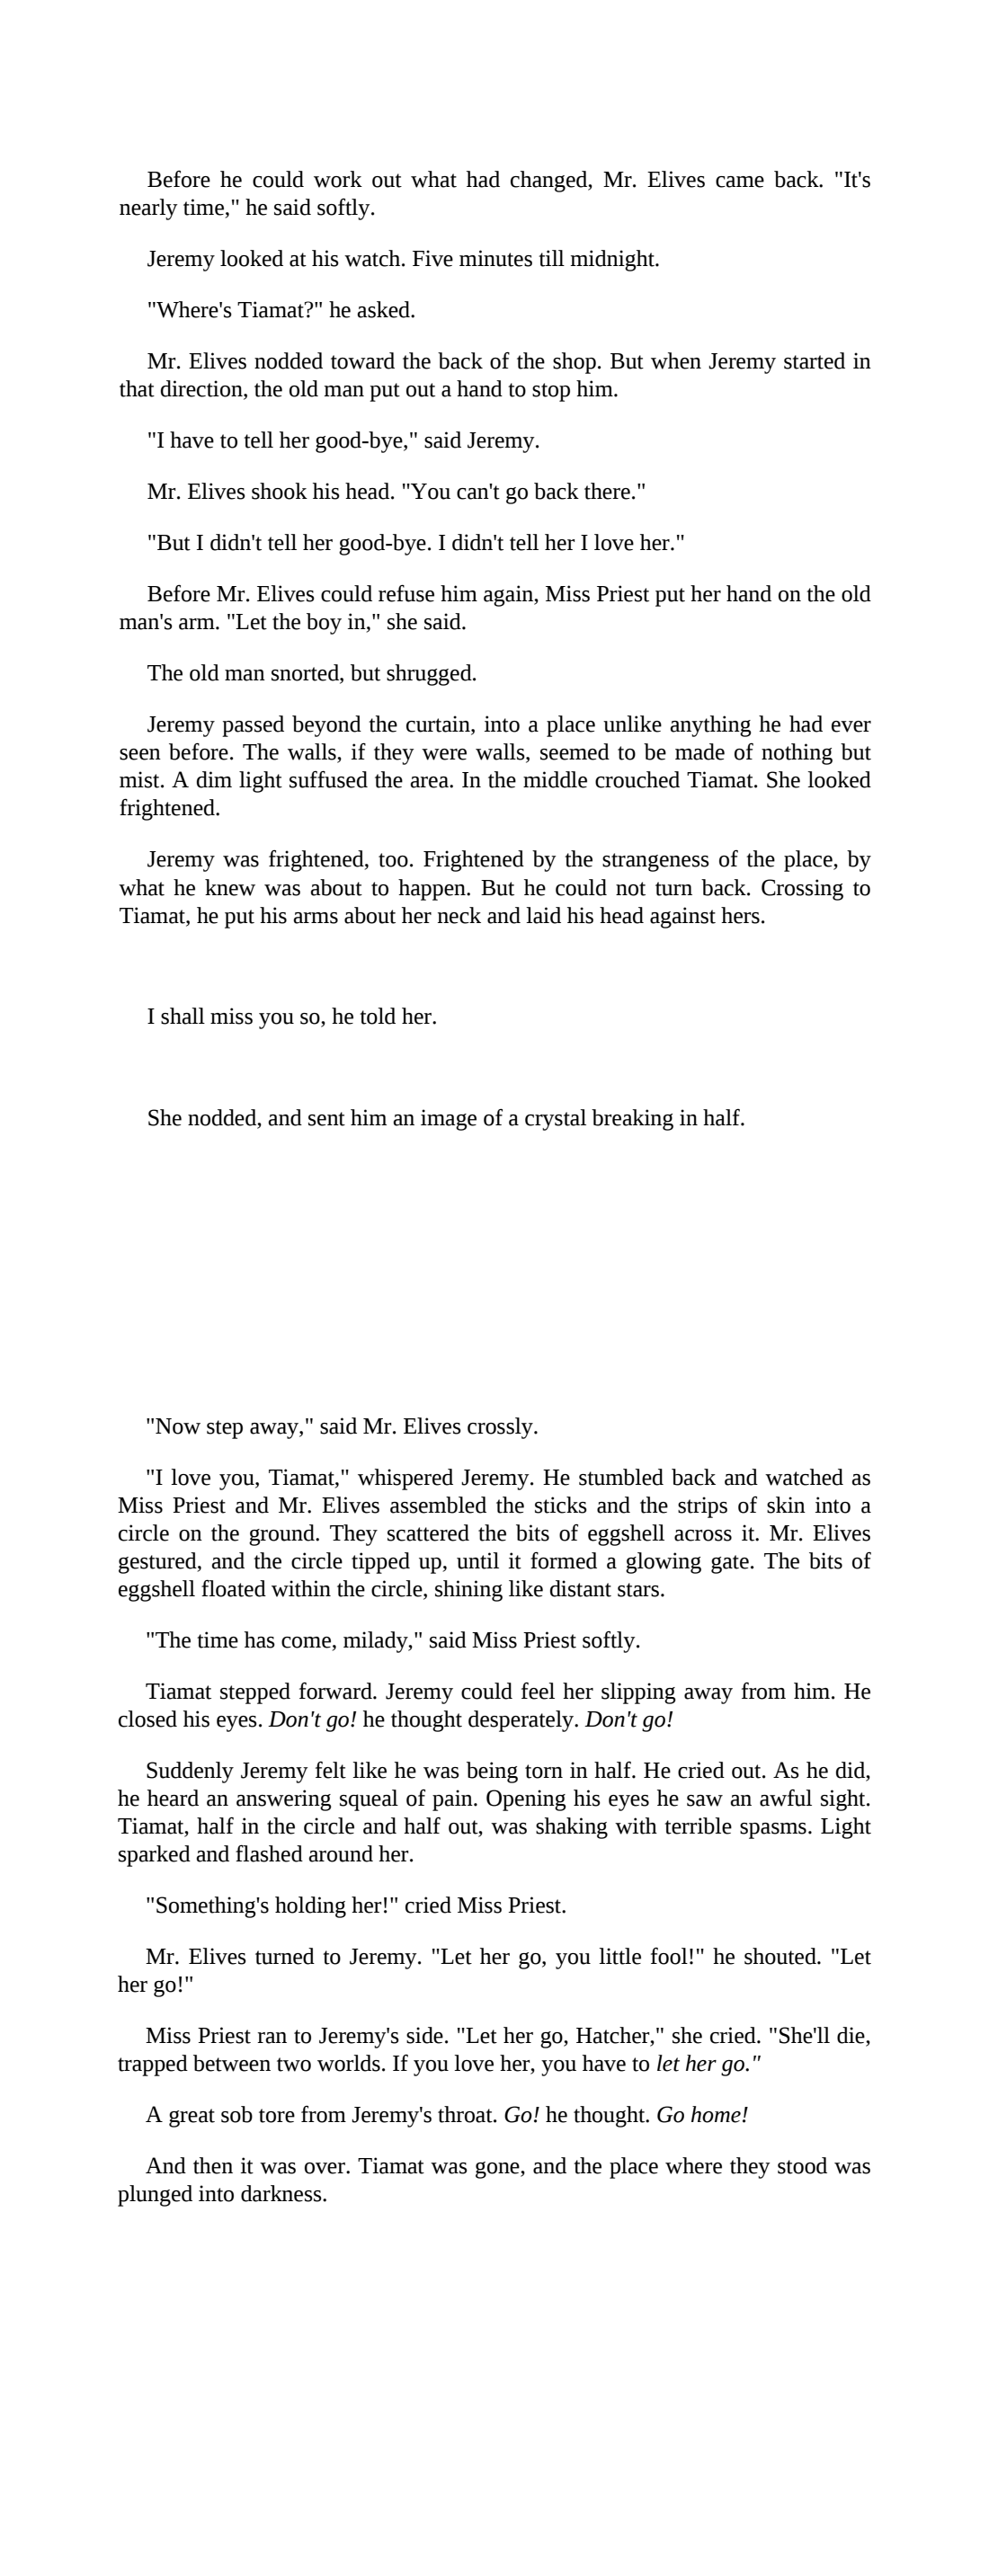 Before he could work out what had changed, Mr. Elives came back. "It's
nearly time," he said softly.
Jeremy looked at his watch. Five minutes till midnight.
"Where's Tiamat?" he asked.
Mr. Elives nodded toward the back of the shop. But when Jeremy started in
that direction, the old man put out a hand to stop him.
"I have to tell her good-bye," said Jeremy.
Mr. Elives shook his head. "You can't go back there."
"But I didn't tell her good-bye. I didn't tell her I love her."
Before Mr. Elives could refuse him again, Miss Priest put her hand on the old
man's arm. "Let the boy in," she said.
The old man snorted, but shrugged.
Jeremy passed beyond the curtain, into a place unlike anything he had ever
seen before. The walls, if they were walls, seemed to be made of nothing but
mist. A dim light suffused the area. In the middle crouched Tiamat. She looked
frightened.
Jeremy was frightened, too. Frightened by the strangeness of the place, by
what he knew was about to happen. But he could not turn back. Crossing to
Tiamat, he put his arms about her neck and laid his head against hers.
I shall miss you so, he told her.
She nodded, and sent him an image of a crystal breaking in half.
"Now step away," said Mr. Elives crossly.
"I love you, Tiamat," whispered Jeremy. He stumbled back and watched as
Miss Priest and Mr. Elives assembled the sticks and the strips of skin into a
circle on the ground. They scattered the bits of eggshell across it. Mr. Elives
gestured, and the circle tipped up, until it formed a glowing gate. The bits of
eggshell floated within the circle, shining like distant stars.
"The time has come, milady," said Miss Priest softly.
Tiamat stepped forward. Jeremy could feel her slipping away from him. He
closed his eyes. Don't go! he thought desperately. Don't go!
Suddenly Jeremy felt like he was being torn in half. He cried out. As he did,
he heard an answering squeal of pain. Opening his eyes he saw an awful sight.
Tiamat, half in the circle and half out, was shaking with terrible spasms. Light
sparked and flashed around her.
"Something's holding her!" cried Miss Priest.
Mr. Elives turned to Jeremy. "Let her go, you little fool!" he shouted. "Let
her go!"
Miss Priest ran to Jeremy's side. "Let her go, Hatcher," she cried. "She'll die,
trapped between two worlds. If you love her, you have to let her go."
A great sob tore from Jeremy's throat. Go! he thought. Go home!
And then it was over. Tiamat was gone, and the place where they stood was
plunged into darkness.